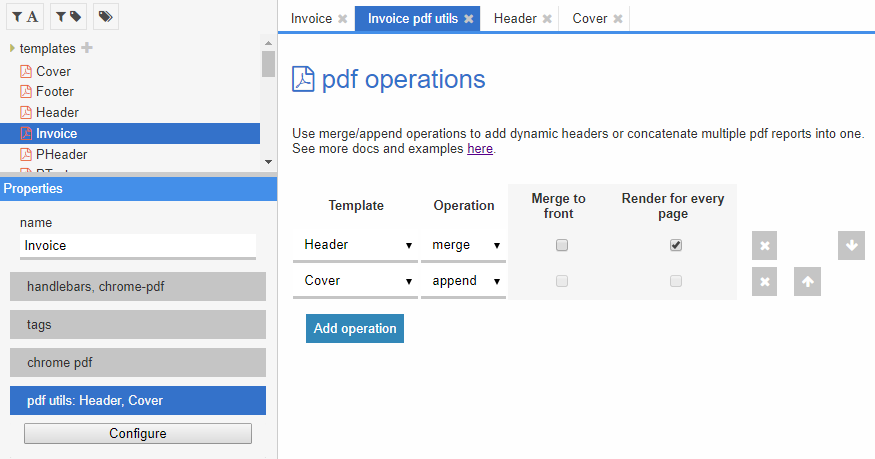 A
templates
Cover
Footer
Header
Invoice
PHeader
Properties
name
Invoice
handlebars, chrome-pdf
tags
chrome pdf
pdf utils: Header, Cover
Configure
Invoice Invoice pdf utils Header Cover
pdf operations
Use merge/append operations to add dynamic headers or concatenate multiple pdf reports into one.
See more docs and examples here.
Template Operation Merge to front Render for every page
Header merge
Cover append
Add operation